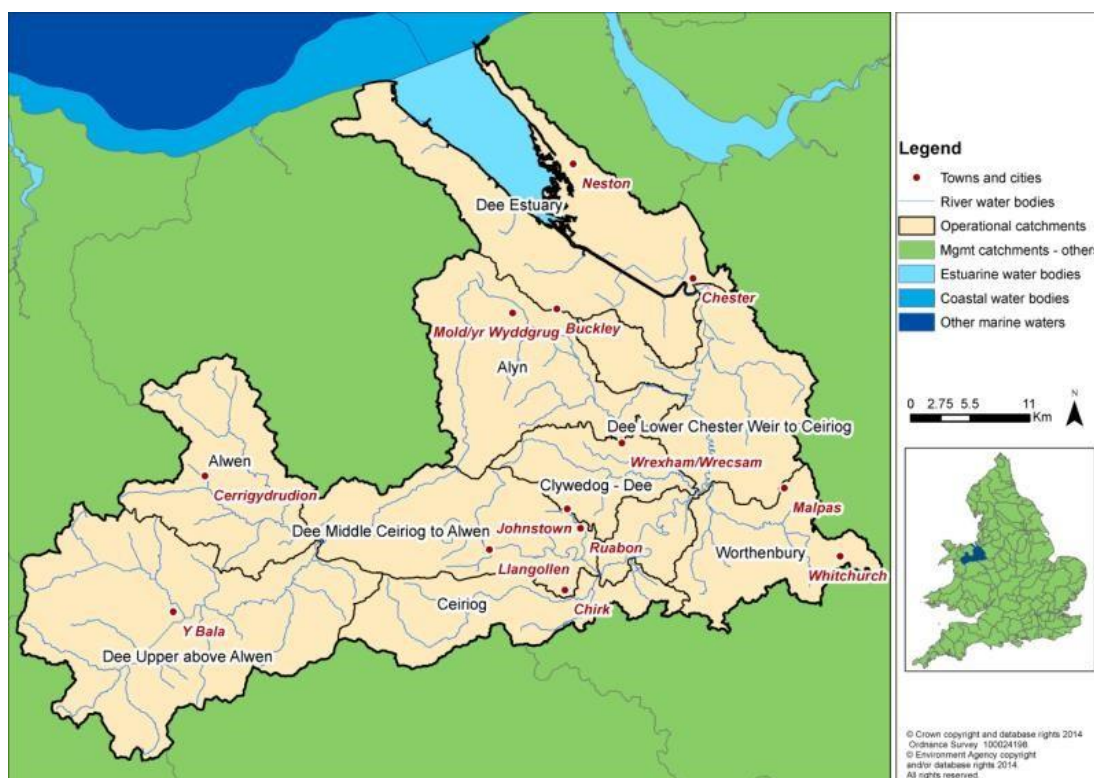 Neston
Dee Estuary
Chester
Buckley
Mold/yr Wyddgrug
Alyn
Dee Lower Chester Weir to Ceiriog
Wrexham/Wrecsam
Alwen
Cerrigydrudion
Clywedog - Dee
Malpas
Dee Middle Ceiriog to Alwen
Johnstown
Ruabon
Worthenbury
Whitchurch
Llangollen
Ceiriog
Chirk
Y Bala
Dee Upper above Alwen
Legend
Towns and cities
River water bodies
Operational catchments
Mgmt catchments - others
Estuarine water bodies
Coastal water bodies
Other marine waters
N
0 2.75 5.5 11
Km
© Crown copyright and database rights 2014
Ordnance Survey 100024198
© Environment Agency copyright
and/or database rights 2014.
All rights reserved.